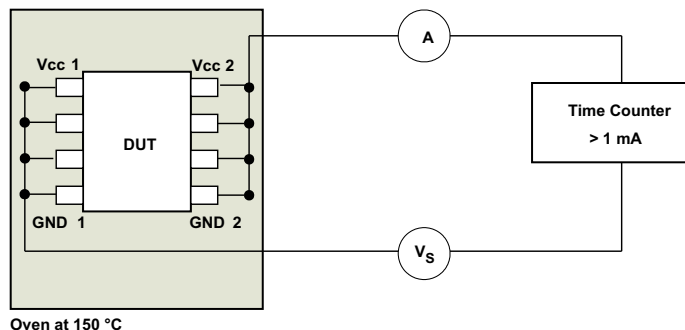 Vcc 1
Vcc 2
A
Time Counter
> 1 mA
DUT
GND 1
GND 2
VS
Oven at 150 °C